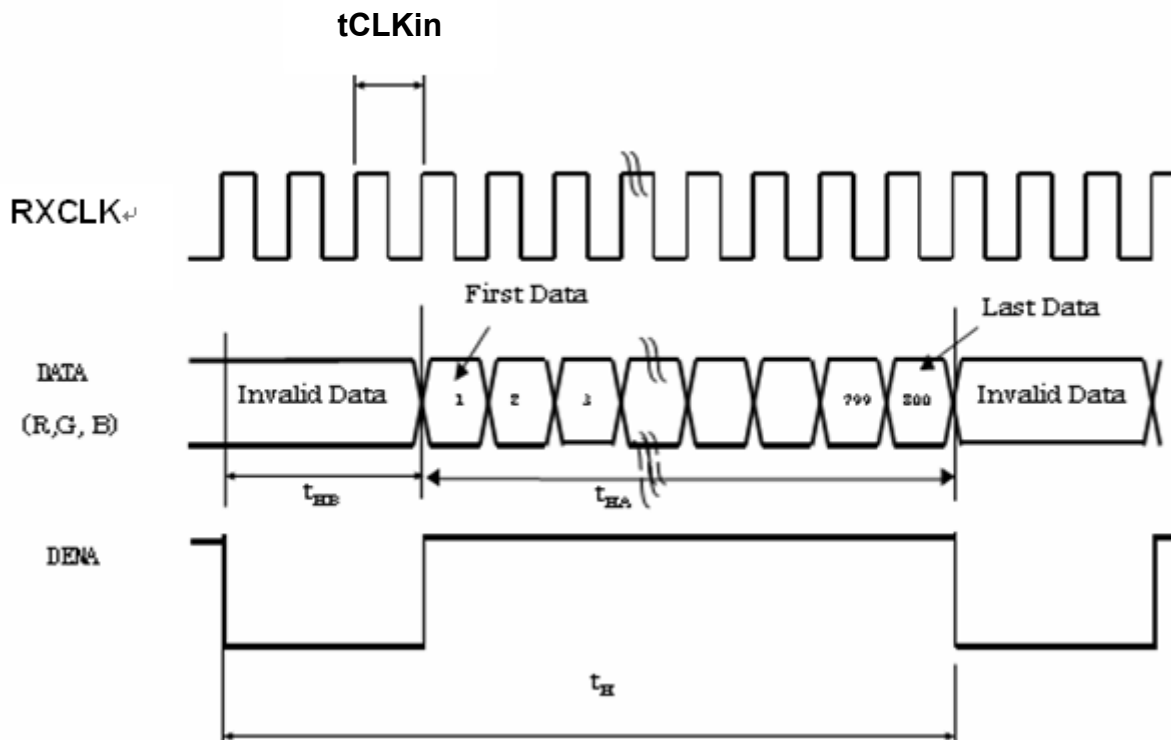 tCLKin
RXCLK↵
First Data
Last Data
DATA
(R,G, B)
Invalid Data
1 2 3 799 800
Invalid Data
tHB
tHA
DENA
tH